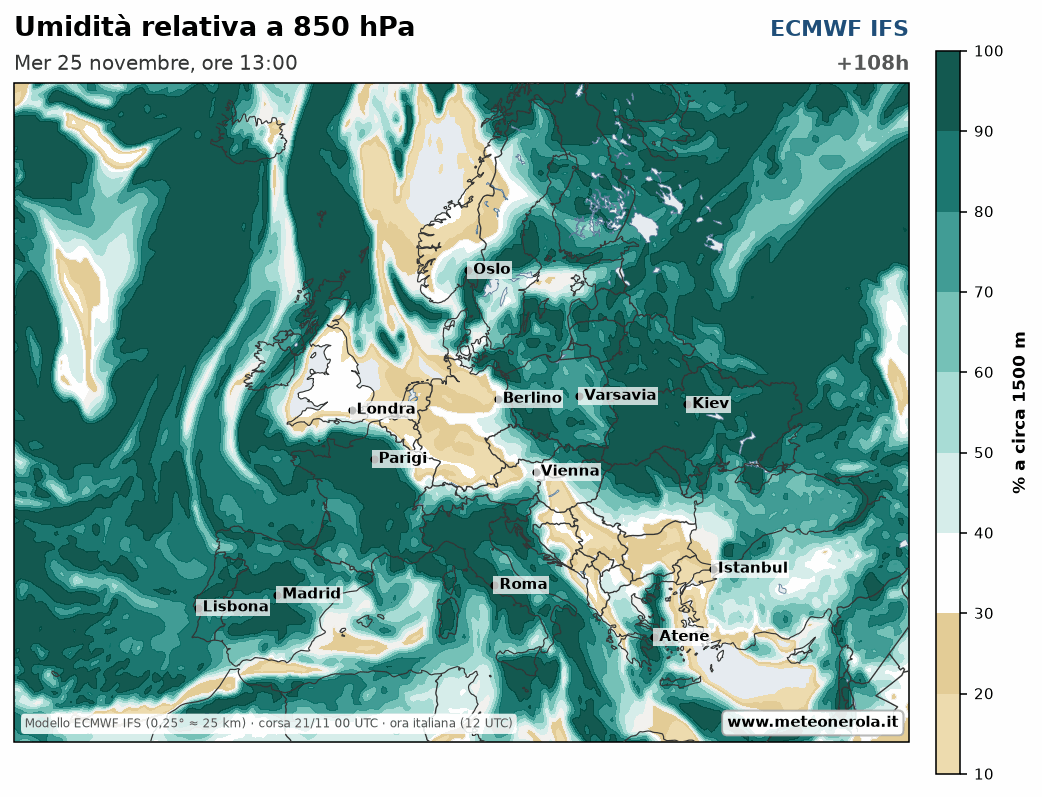 Umidità relativa a 850 hPa
ECMWF IFS
Mer 25 novembre, ore 13:00
+108h
100
90
80
70
60
50
40
30
20
10
% a circa 1500 m
Oslo
Berlino
Varsavia
Kiev
Londra
Parigi
Vienna
Istanbul
Roma
Madrid
Lisbona
Atene
Modello ECMWF IFS (0,25° ≈ 25 km) · corsa 21/11 00 UTC · ora italiana (12 UTC)
www.meteonerola.it